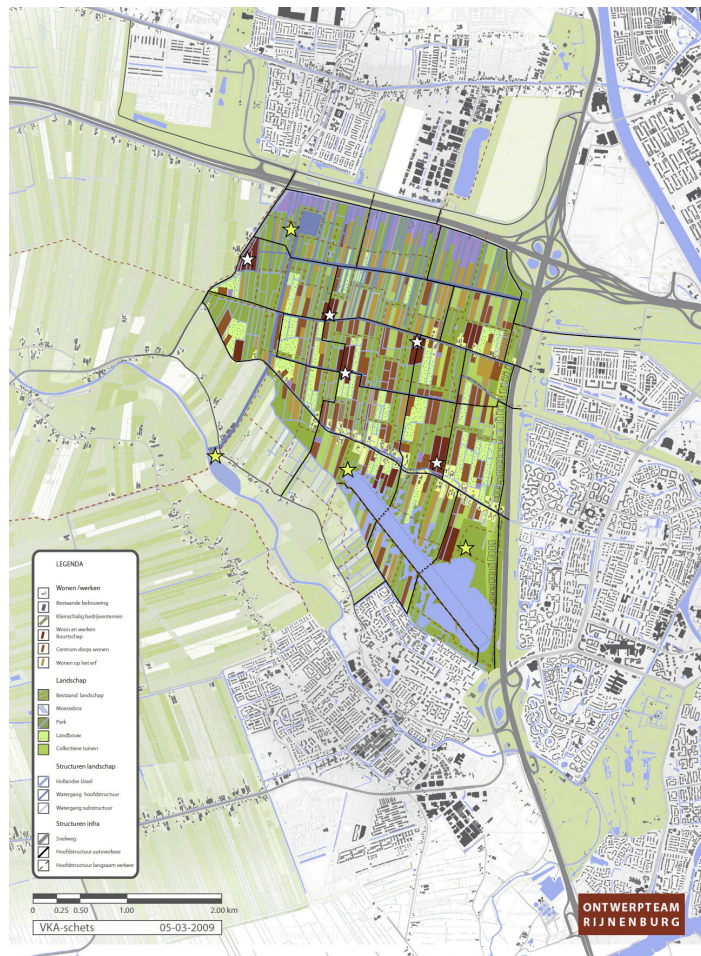 LEGENDA
Wonen /werken
Bestaande bebouwing
Kleinschalig bedrijventerrein
Woon en werken
Buurtschap
Centrum-dorps wonen
Wonen op het erf
Landschap
Bestaand landschap
Moerasbos
Park
Landbouw
Collectieve tuinen
Structuren landschap
Hollandse IJssel
Watergang hoofdstructuur
Watergang substructuur
Structuren infra
Snelweg
Hoofdstructuur autoverkeer
Hoofdstructuur langzaam verkeer
0 0.25 0.50 1.00 2.00 km
VKA-schets 05-03-2009
ONTWERPTEAM
RIJNENBURG